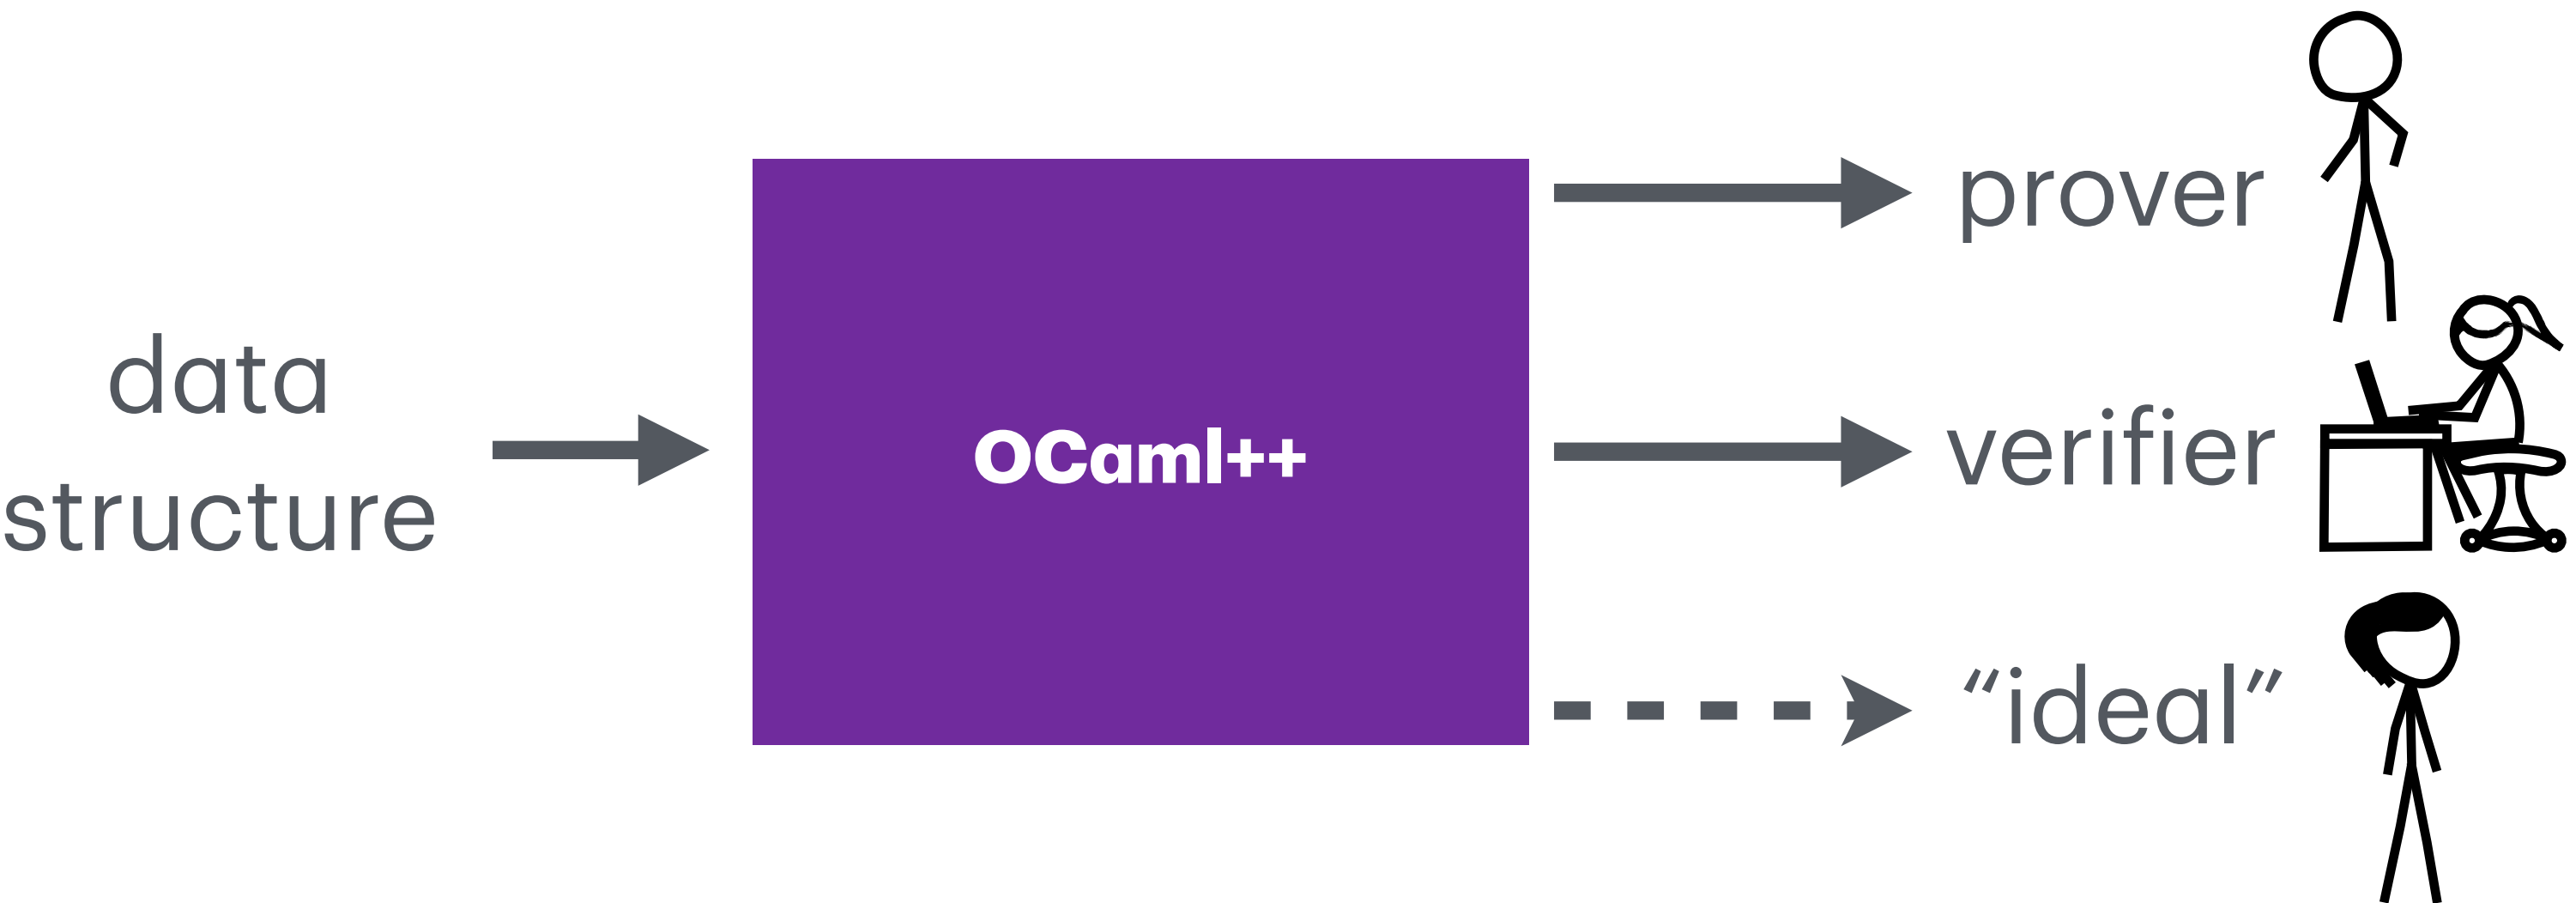 data
structure
OCaml++
prover
verifier
“ideal”